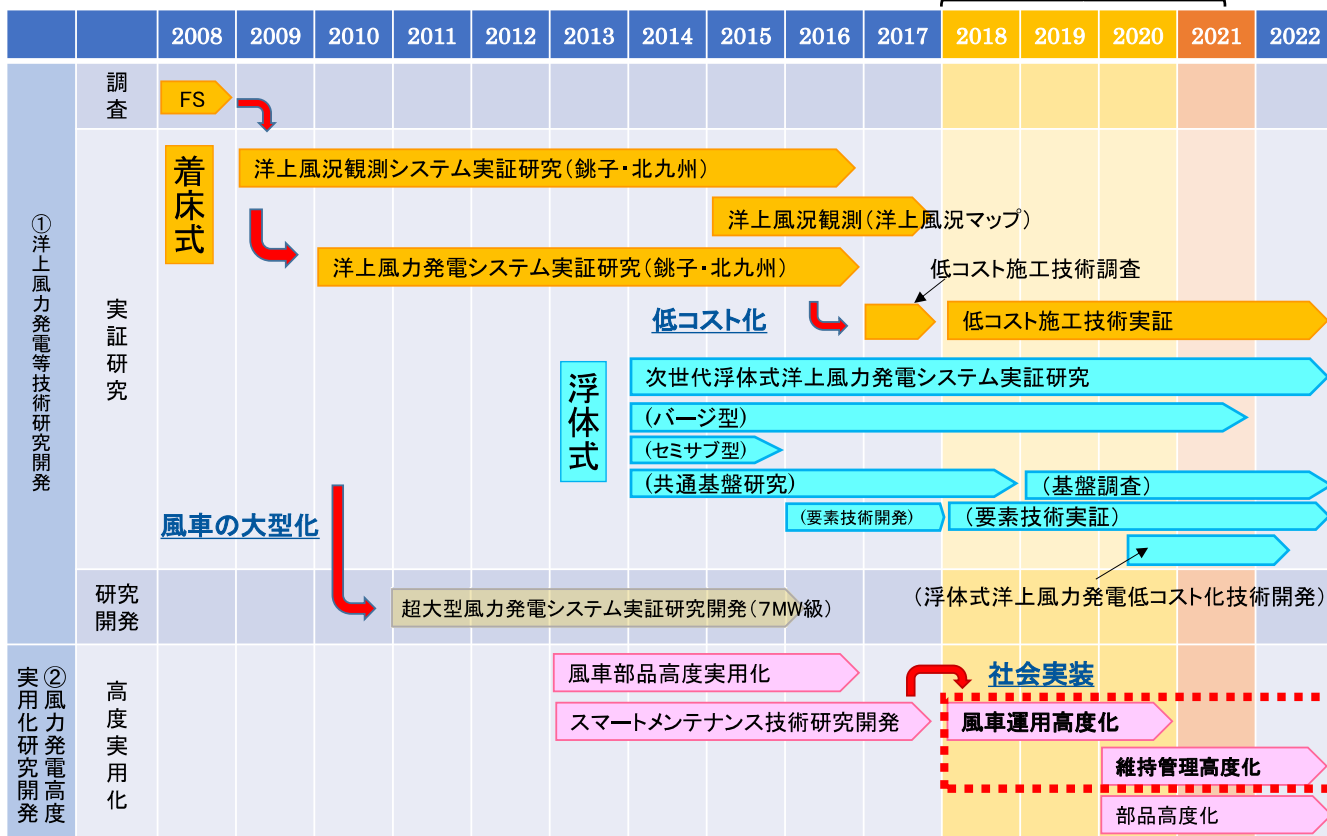 2008 2009 2010 2011 2012 2013 2014 2015 2016 2017 2018 2019 2020 2021 2022
①洋上風力発電等技術研究開発
調査
FS
実証研究
着床式
洋上風況観測システム実証研究(銚子・北九州)
洋上風況観測(洋上風況マップ)
洋上風力発電システム実証研究(銚子・北九州)
低コスト施工技術調査
低コスト化
低コスト施工技術実証
浮体式
次世代浮体式洋上風力発電システム実証研究
(バージ型)
(セミサブ型)
(共通基盤研究)
(基盤調査)
(要素技術開発)
(要素技術実証)
(浮体式洋上風力発電低コスト化技術開発)
風車の大型化
研究
開発
超大型風力発電システム実証研究開発(7MW級)
②風力発電高度
実用化研究開発
高度実用化
風車部品高度実用化
スマートメンテナンス技術研究開発
社会実装
風車運用高度化
維持管理高度化
部品高度化